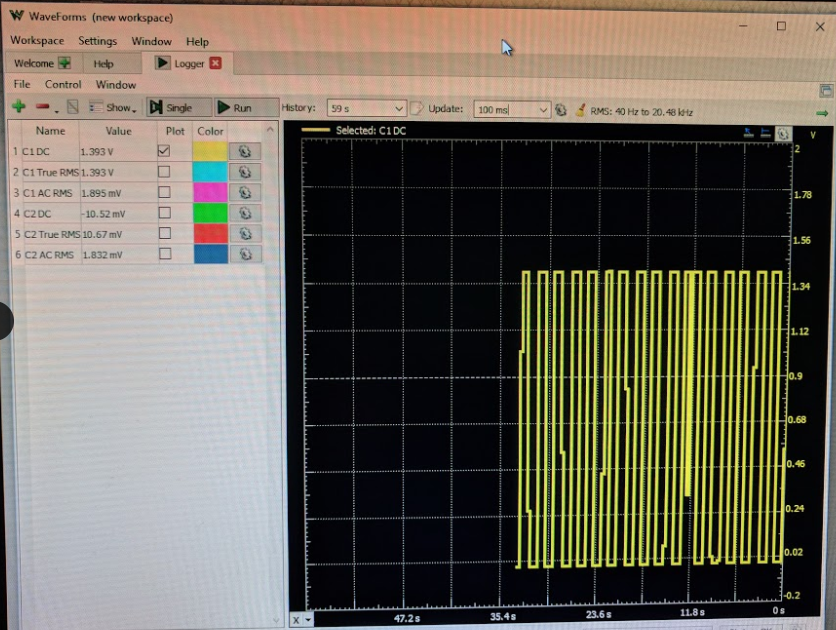 WaveForms (new workspace)
Workspace Settings Window Help
Welcome Help Logger
File Control Window
Show Single Run History: 59 s Update: 100 ms RMS: 40 Hz to 20.48 kHz
Name Value Plot Color
1 C1 DC 1.393 V
2 C1 True RMS 1.393 V
3 C1 AC RMS 1.895 mV
4 C2 DC -10.52 mV
5 C2 True RMS 10.67 mV
6 C2 AC RMS 1.832 mV
Selected: C1 DC V
2
1.78
1.56
1.34
1.12
0.9
0.68
0.46
0.24
0.02
-0.2
X 47.2 s 35.4 s 23.6 s 11.8 s 0 s